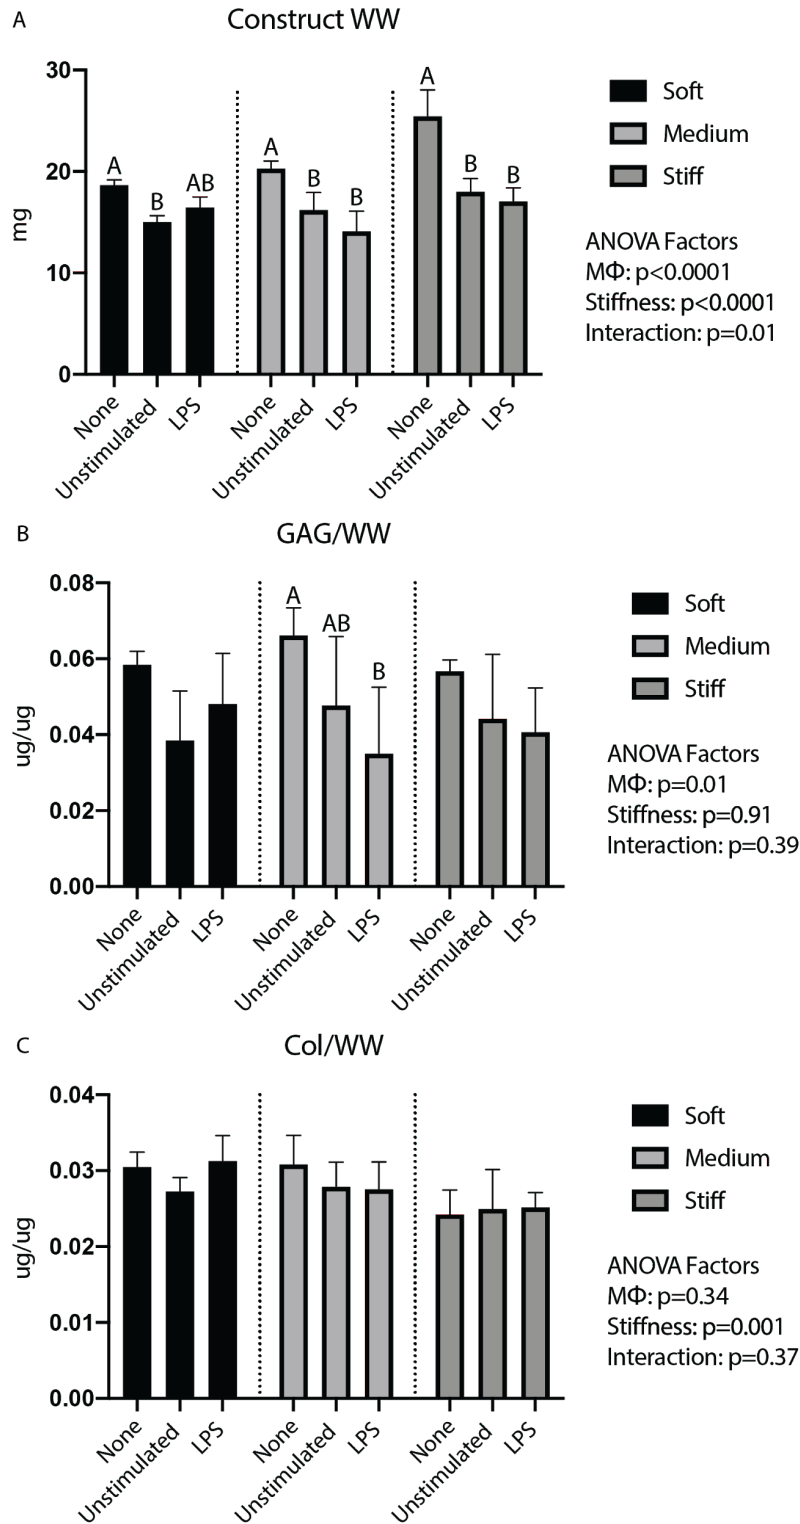 A
Construct WW
30
20
10
0
mg
A
B
AB
A
B
B
A
B
B
None
Unstimulated
LPS
None
Unstimulated
LPS
None
Unstimulated
LPS
Soft
Medium
Stiff
ANOVA Factors
MΦ: p<0.0001
Stiffness: p<0.0001
Interaction: p=0.01
B
GAG/WW
0.08
0.06
0.04
0.02
0.00
ug/ug
A
AB
B
None
Unstimulated
LPS
None
Unstimulated
LPS
None
Unstimulated
LPS
Soft
Medium
Stiff
ANOVA Factors
MΦ: p=0.01
Stiffness: p=0.91
Interaction: p=0.39
C
Col/WW
0.04
0.03
0.02
0.01
0.00
ug/ug
None
Unstimulated
LPS
None
Unstimulated
LPS
None
Unstimulated
LPS
Soft
Medium
Stiff
ANOVA Factors
MΦ: p=0.34
Stiffness: p=0.001
Interaction: p=0.37